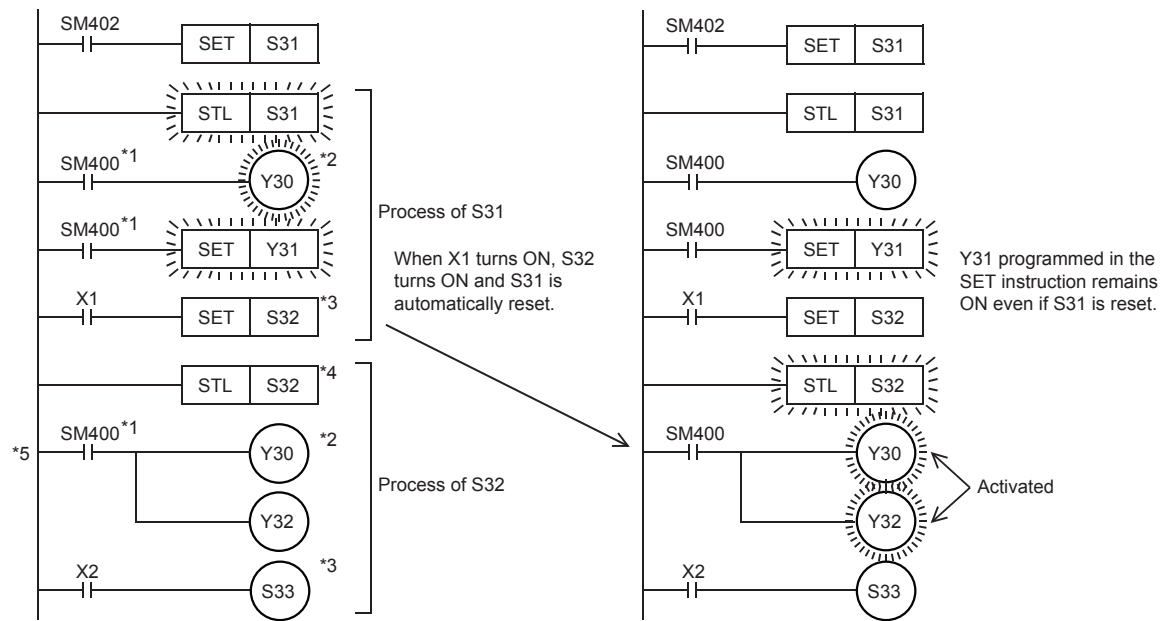 SM402
SET S31
STL S31
SM400*1
Y30
*2
SM400*1
SET Y31
X1
SET S32
*3
Process of S31
When X1 turns ON, S32
turns ON and S31 is
automatically reset.
STL S32
*4
*5
SM400*1
Y30
*2
Y32
X2
S33
*3
Process of S32
SM402
SET S31
STL S31
SM400
Y30
SM400
SET Y31
Y31 programmed in the
SET instruction remains
ON even if S31 is reset.
X1
SET S32
STL S32
SM400
Y30
Y32
Activated
X2
S33